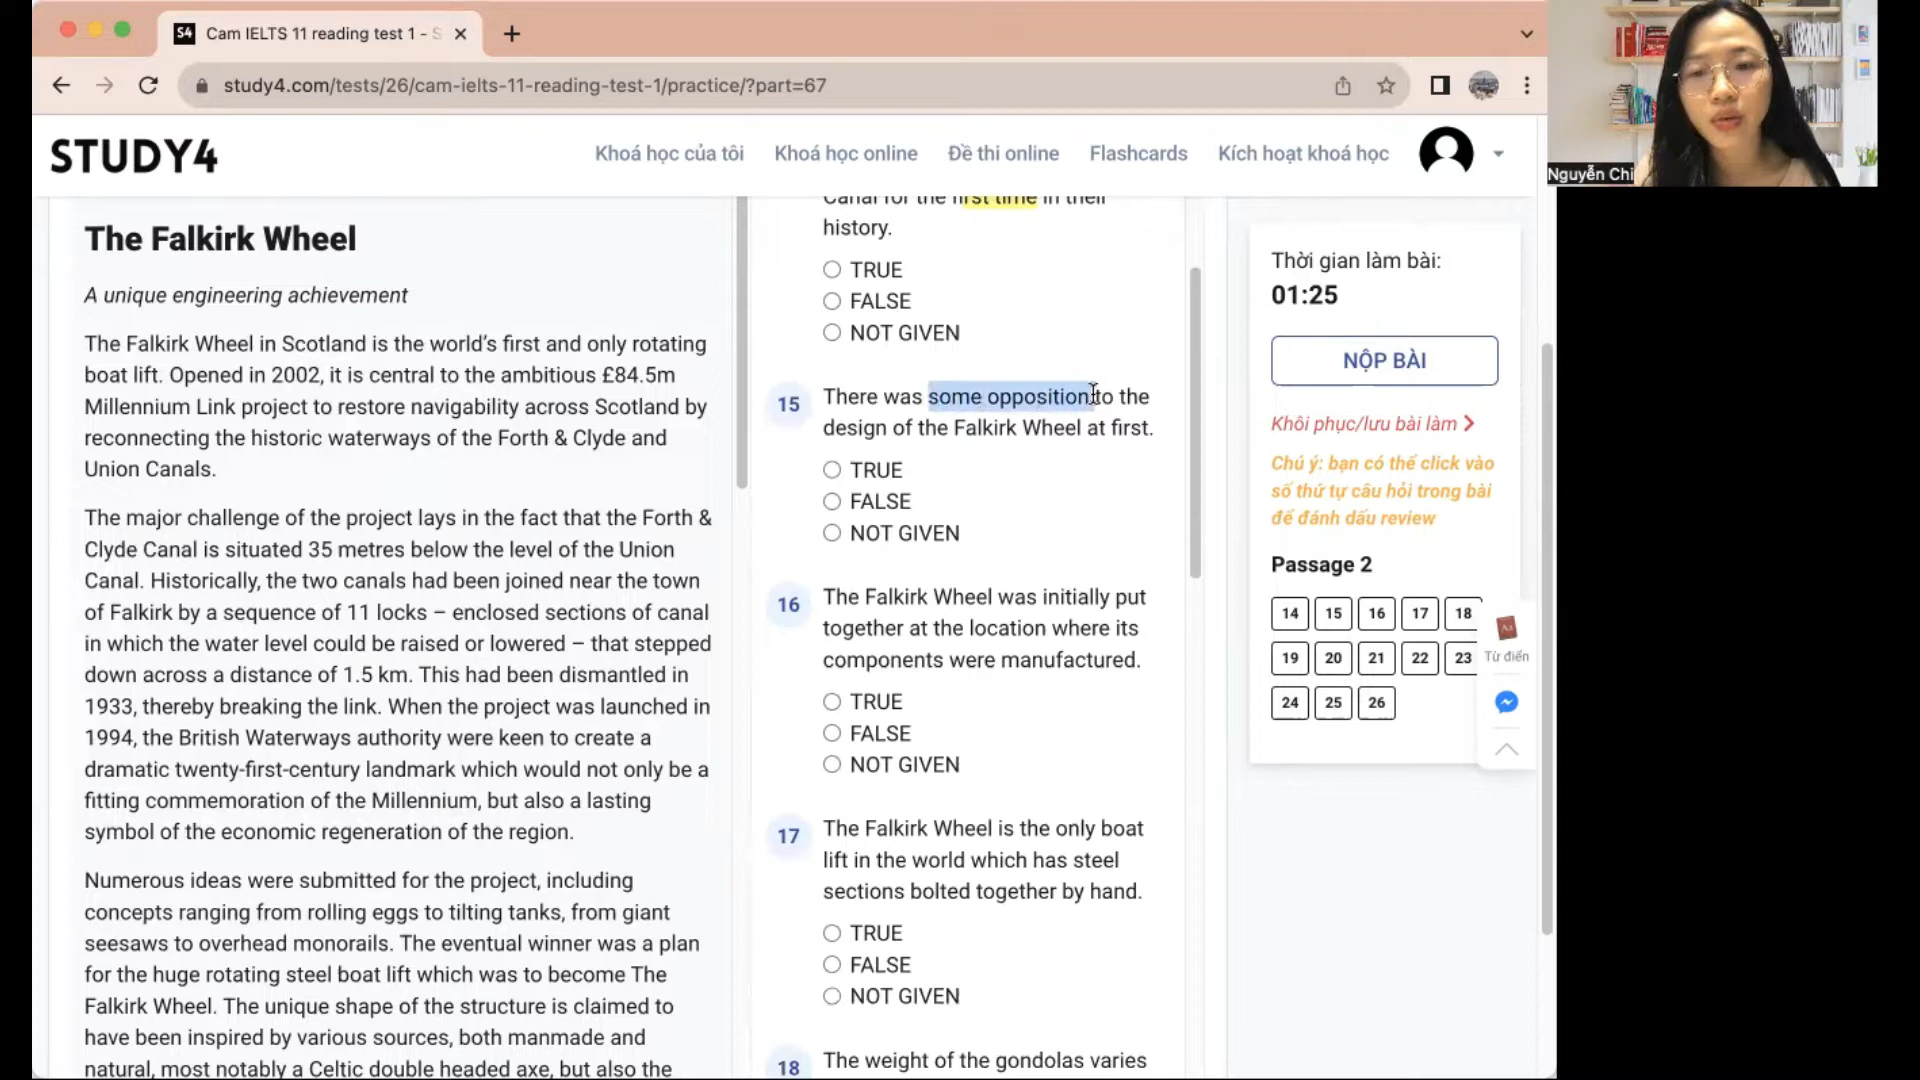 S4 Cam IELTS 11 reading test 1 - S
study4.com/tests/26/cam-ielts-11-reading-test-1/practice/?part=67
STUDY4
Khoá học của tôi
Khoá học online
Đề thi online
Flashcards
Kích hoạt khoá học
Nguyễn Chi
The Falkirk Wheel
A unique engineering achievement
The Falkirk Wheel in Scotland is the world's first and only rotating
boat lift. Opened in 2002, it is central to the ambitious £84.5m
Millennium Link project to restore navigability across Scotland by
reconnecting the historic waterways of the Forth & Clyde and
Union Canals.
The major challenge of the project lays in the fact that the Forth &
Clyde Canal is situated 35 metres below the level of the Union
Canal. Historically, the two canals had been joined near the town
of Falkirk by a sequence of 11 locks – enclosed sections of canal
in which the water level could be raised or lowered – that stepped
down across a distance of 1.5 km. This had been dismantled in
1933, thereby breaking the link. When the project was launched in
1994, the British Waterways authority were keen to create a
dramatic twenty-first-century landmark which would not only be a
fitting commemoration of the Millennium, but also a lasting
symbol of the economic regeneration of the region.
Numerous ideas were submitted for the project, including
concepts ranging from rolling eggs to tilting tanks, from giant
seesaws to overhead monorails. The eventual winner was a plan
for the huge rotating steel boat lift which was to become The
Falkirk Wheel. The unique shape of the structure is claimed to
have been inspired by various sources, both manmade and
natural, most notably a Celtic double headed axe, but also the
Canal for the first time in their
history.
TRUE
FALSE
NOT GIVEN
15 There was some opposition to the
design of the Falkirk Wheel at first.
TRUE
FALSE
NOT GIVEN
16 The Falkirk Wheel was initially put
together at the location where its
components were manufactured.
TRUE
FALSE
NOT GIVEN
17 The Falkirk Wheel is the only boat
lift in the world which has steel
sections bolted together by hand.
TRUE
FALSE
NOT GIVEN
18 The weight of the gondolas varies
Thời gian làm bài:
01:25
NỘP BÀI
Khôi phục/lưu bài làm
Chú ý: bạn có thể click vào
số thứ tự câu hỏi trong bài
để đánh dấu review
Passage 2
14 15 16 17 18
19 20 21 22 23
24 25 26
Từ điển